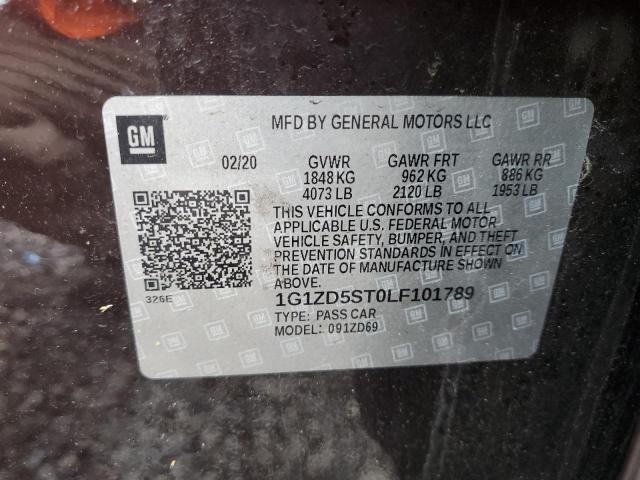 GM
MFD BY GENERAL MOTORS LLC
02/20 GVWR GAWR FRT GAWR RR
1848 KG 962 KG 886 KG
4073 LB 2120 LB 1953 LB
THIS VEHICLE CONFORMS TO ALL
APPLICABLE U.S. FEDERAL MOTOR
VEHICLE SAFETY, BUMPER, AND THEFT
PREVENTION STANDARDS IN EFFECT ON
THE DATE OF MANUFACTURE SHOWN
ABOVE.
326E
1G1ZD5ST0LF101789
TYPE: PASS CAR
MODEL: 091ZD69